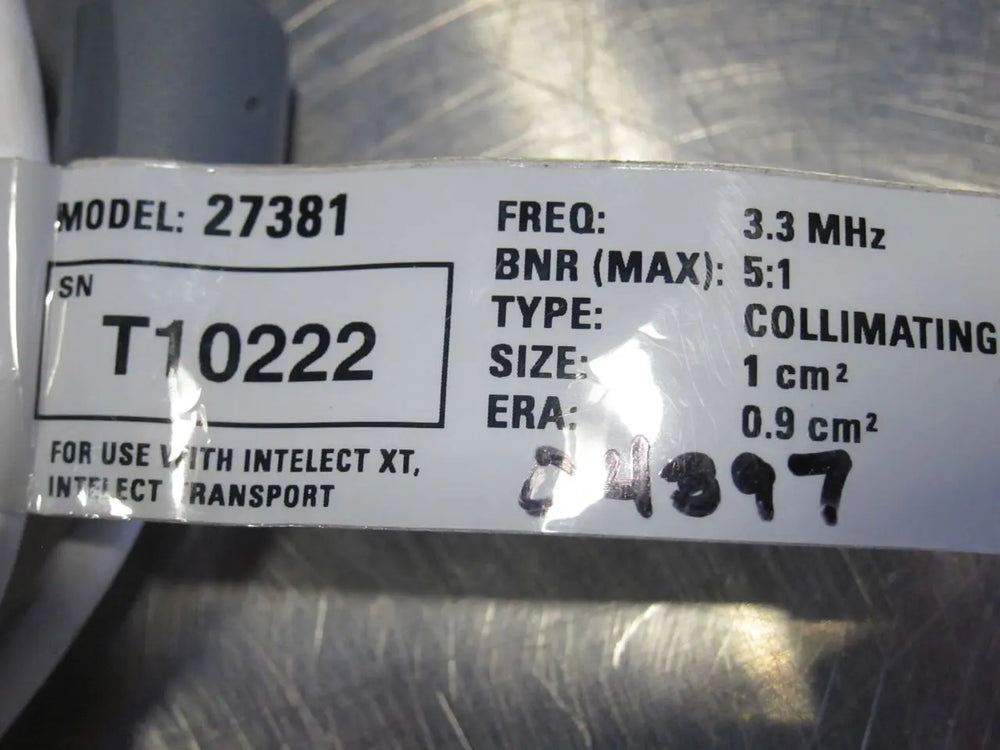 MODEL: 27381
SN
T10222
FOR USE WITH INTELECT XT,
INTELECT TRANSPORT
FREQ: 3.3 MHz
BNR (MAX): 5:1
TYPE: COLLIMATING
SIZE: 1 cm²
ERA: 0.9 cm²
04397